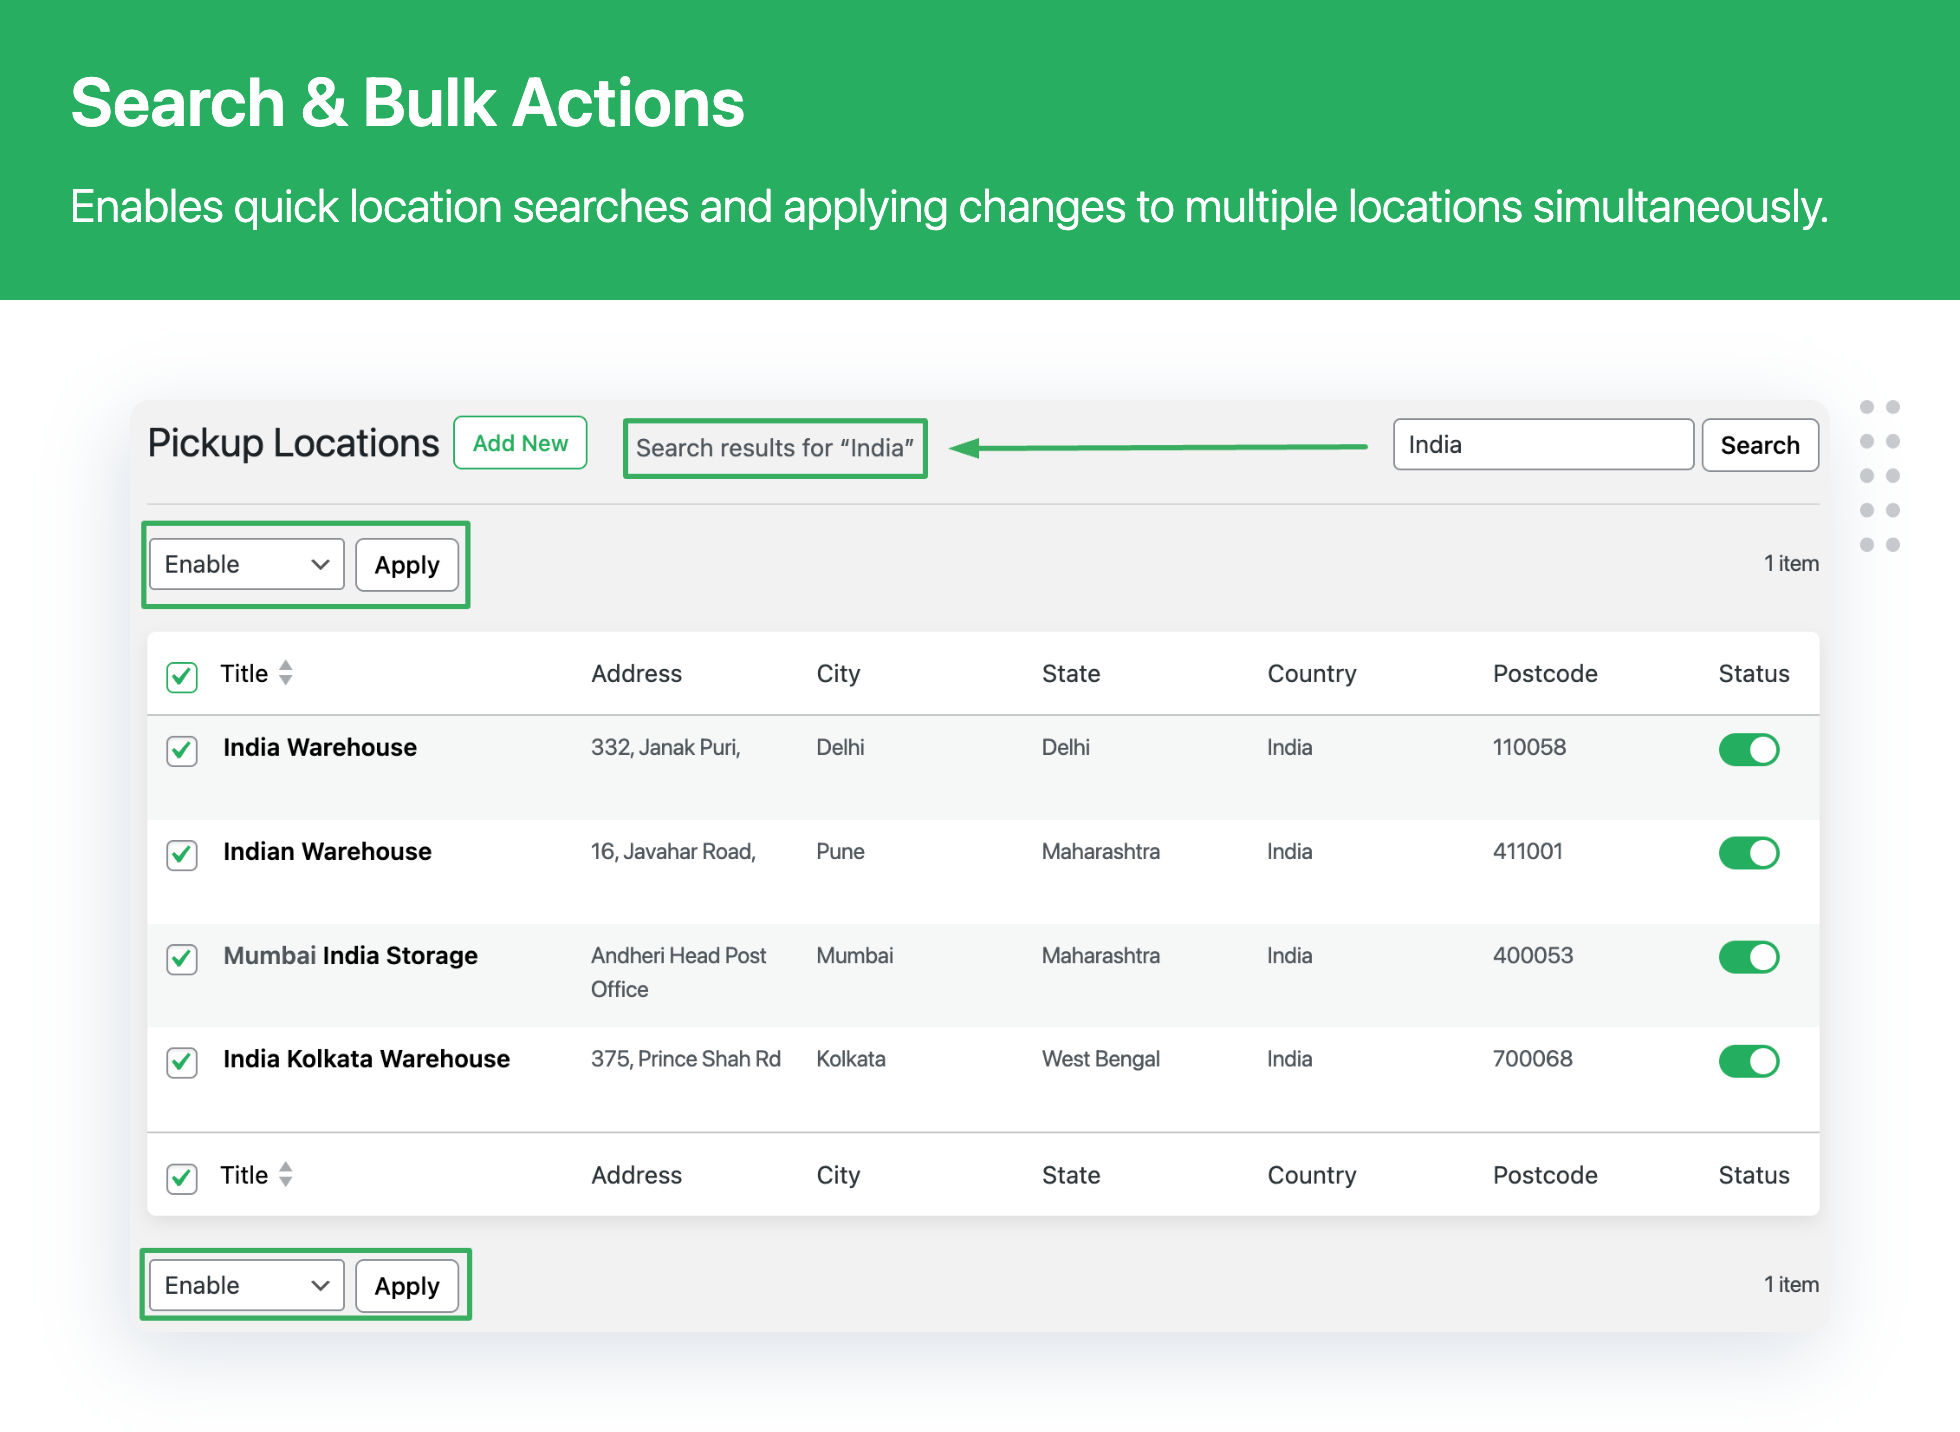 Search & Bulk Actions
Enables quick location searches and applying changes to multiple locations simultaneously.
Pickup Locations Add New Search results for “India” India Search
Enable Apply 1 item
Title Address City State Country Postcode Status
India Warehouse 332, Janak Puri, Delhi Delhi India 110058
Indian Warehouse 16, Javahar Road, Pune Maharashtra India 411001
Mumbai India Storage Andheri Head Post Mumbai Maharashtra India 400053
Office
India Kolkata Warehouse 375, Prince Shah Rd Kolkata West Bengal India 700068
Title Address City State Country Postcode Status
Enable Apply 1 item